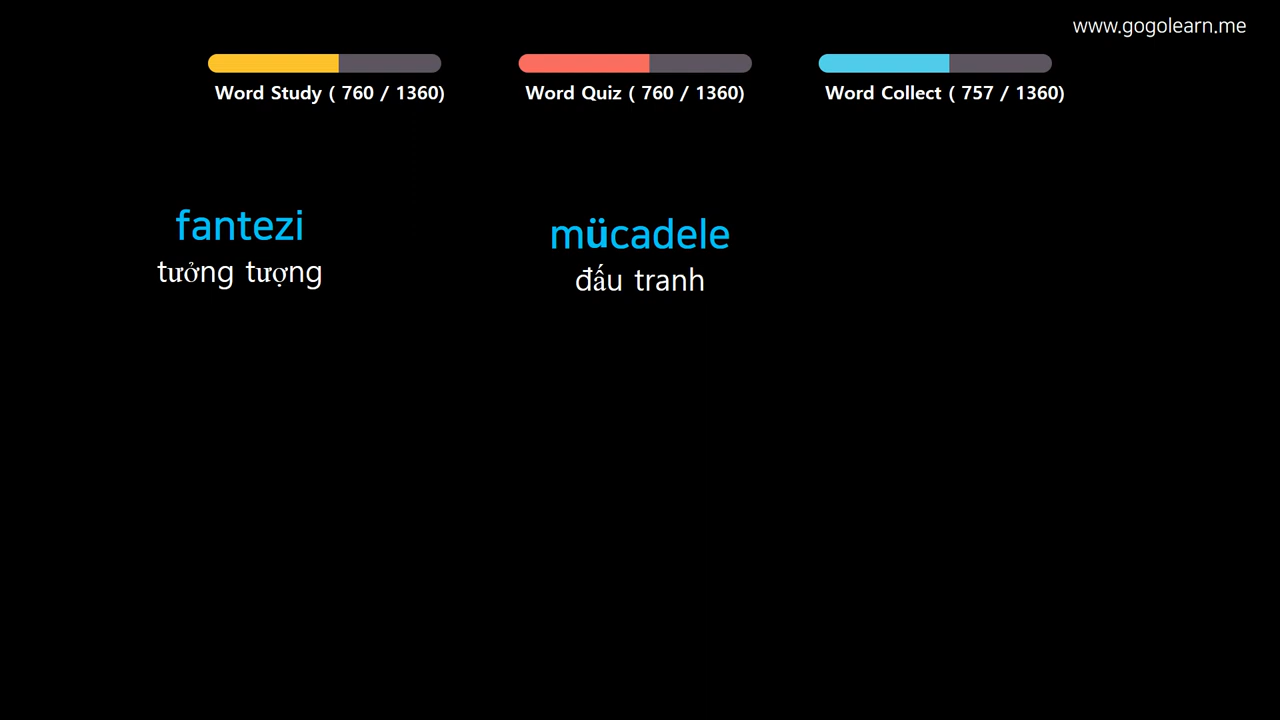 www.gogolearn.me
Word Study ( 760 / 1360)
Word Quiz ( 760 / 1360)
Word Collect ( 757 / 1360)
fantezi
tưởng tượng
mücadele
đấu tranh